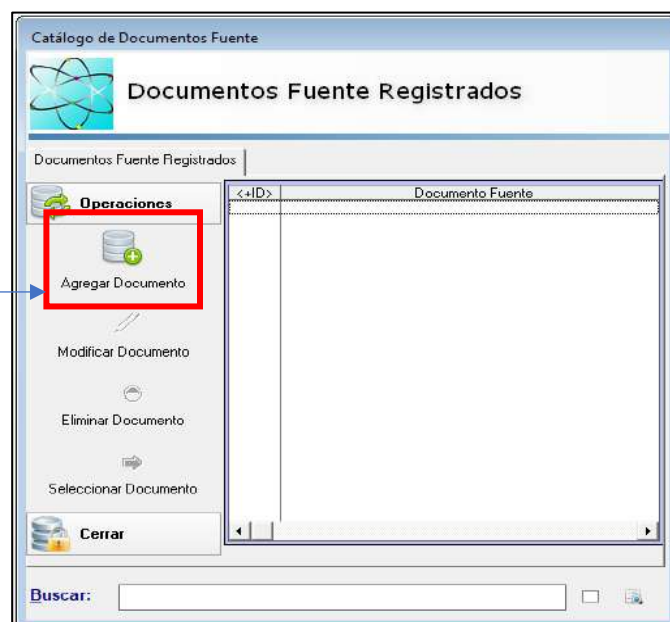 Catálogo de Documentos Fuente
Documentos Fuente Registrados
Documentos Fuente Registrados
Operaciones
<+ID> Documento Fuente
Agregar Documento
Modificar Documento
Eliminar Documento
Seleccionar Documento
Cerrar
Buscar: